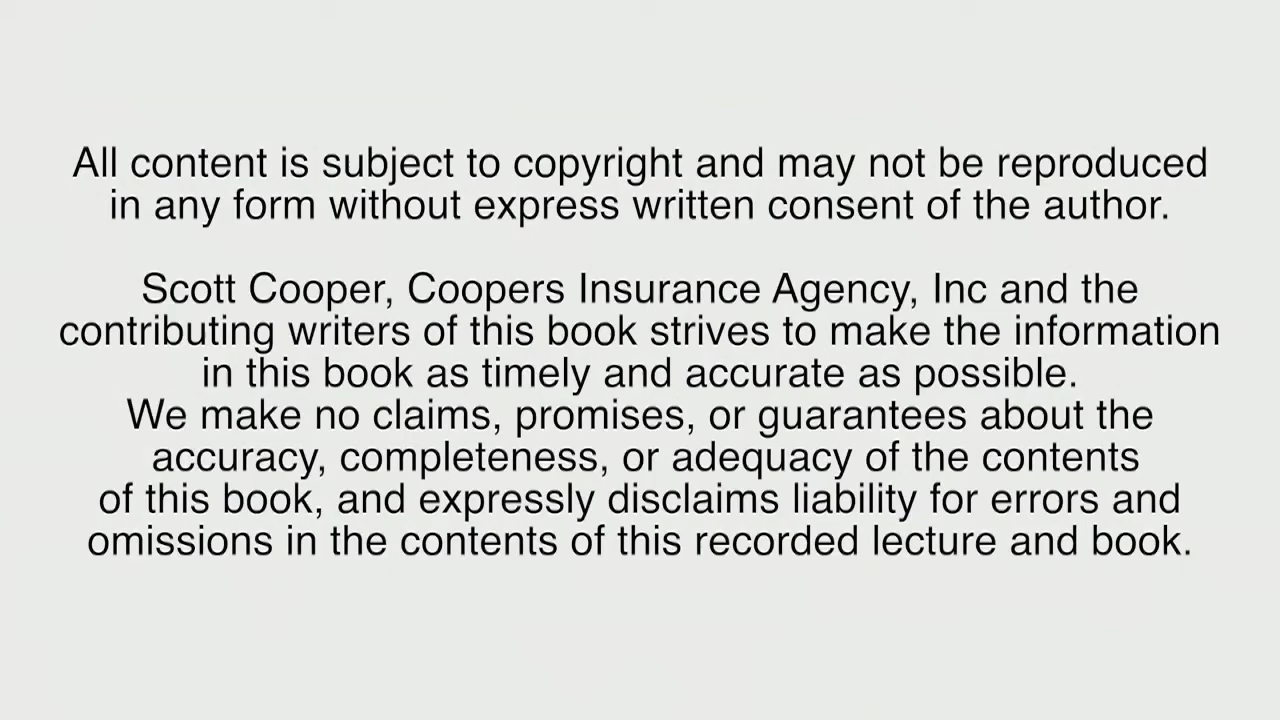 All content is subject to copyright and may not be reproduced
in any form without express written consent of the author.
Scott Cooper, Coopers Insurance Agency, Inc and the
contributing writers of this book strives to make the information
in this book as timely and accurate as possible.
We make no claims, promises, or guarantees about the
accuracy, completeness, or adequacy of the contents
of this book, and expressly disclaims liability for errors and
omissions in the contents of this recorded lecture and book.